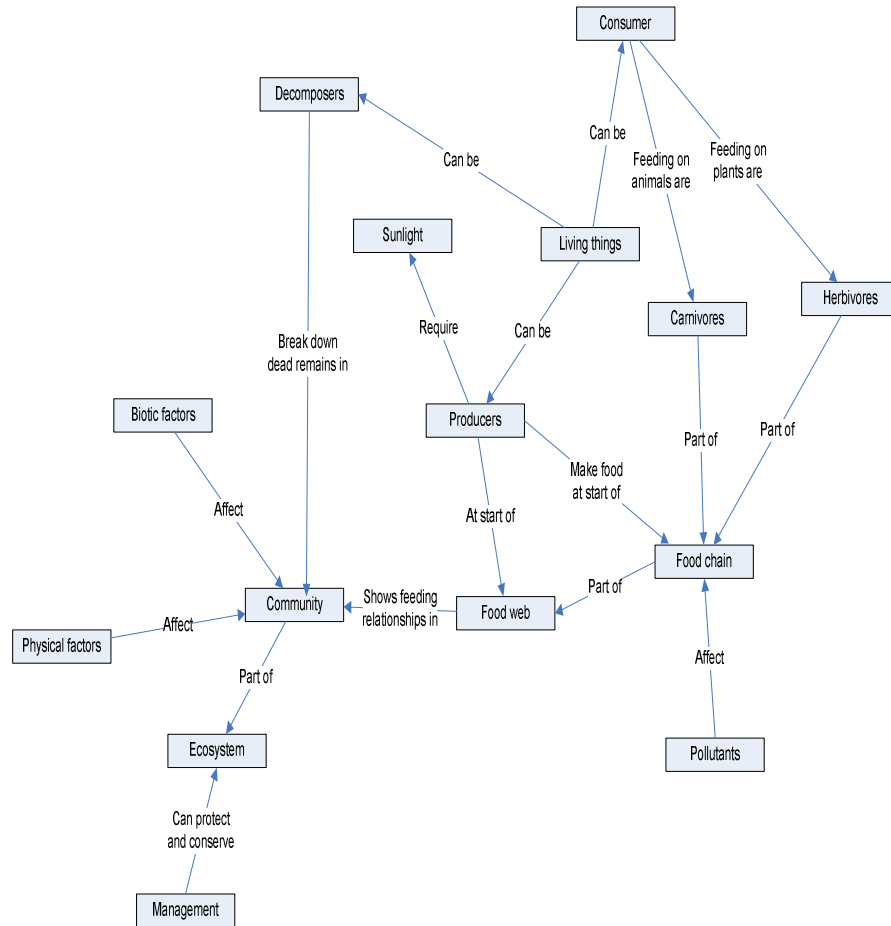 Consumer
Decomposers
Can be
Can be
Feeding on
animals are
Feeding on
plants are
Sunlight
Living things
Herbivores
Carnivores
Require
Can be
Break down
dead remains in
Biotic factors
Producers
Part of
Part of
Make food
at start of
Affect
At start of
Food chain
Part of
Community
Shows feeding
relationships in
Food web
Affect
Physical factors
Affect
Part of
Ecosystem
Pollutants
Can protect
and conserve
Management